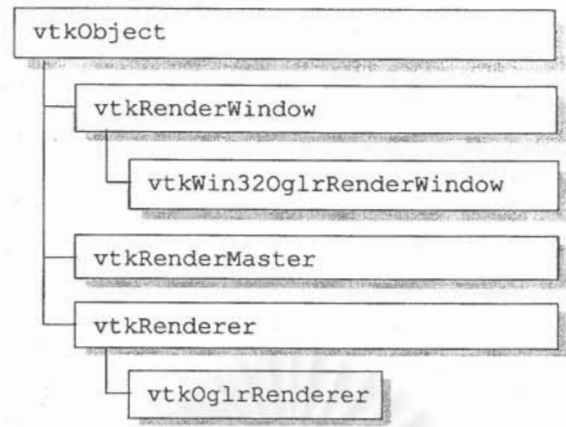 vtkObject
vtkRenderWindow
vtkWin32OglrRenderWindow
vtkRenderMaster
vtkRenderer
vtkOglrRenderer